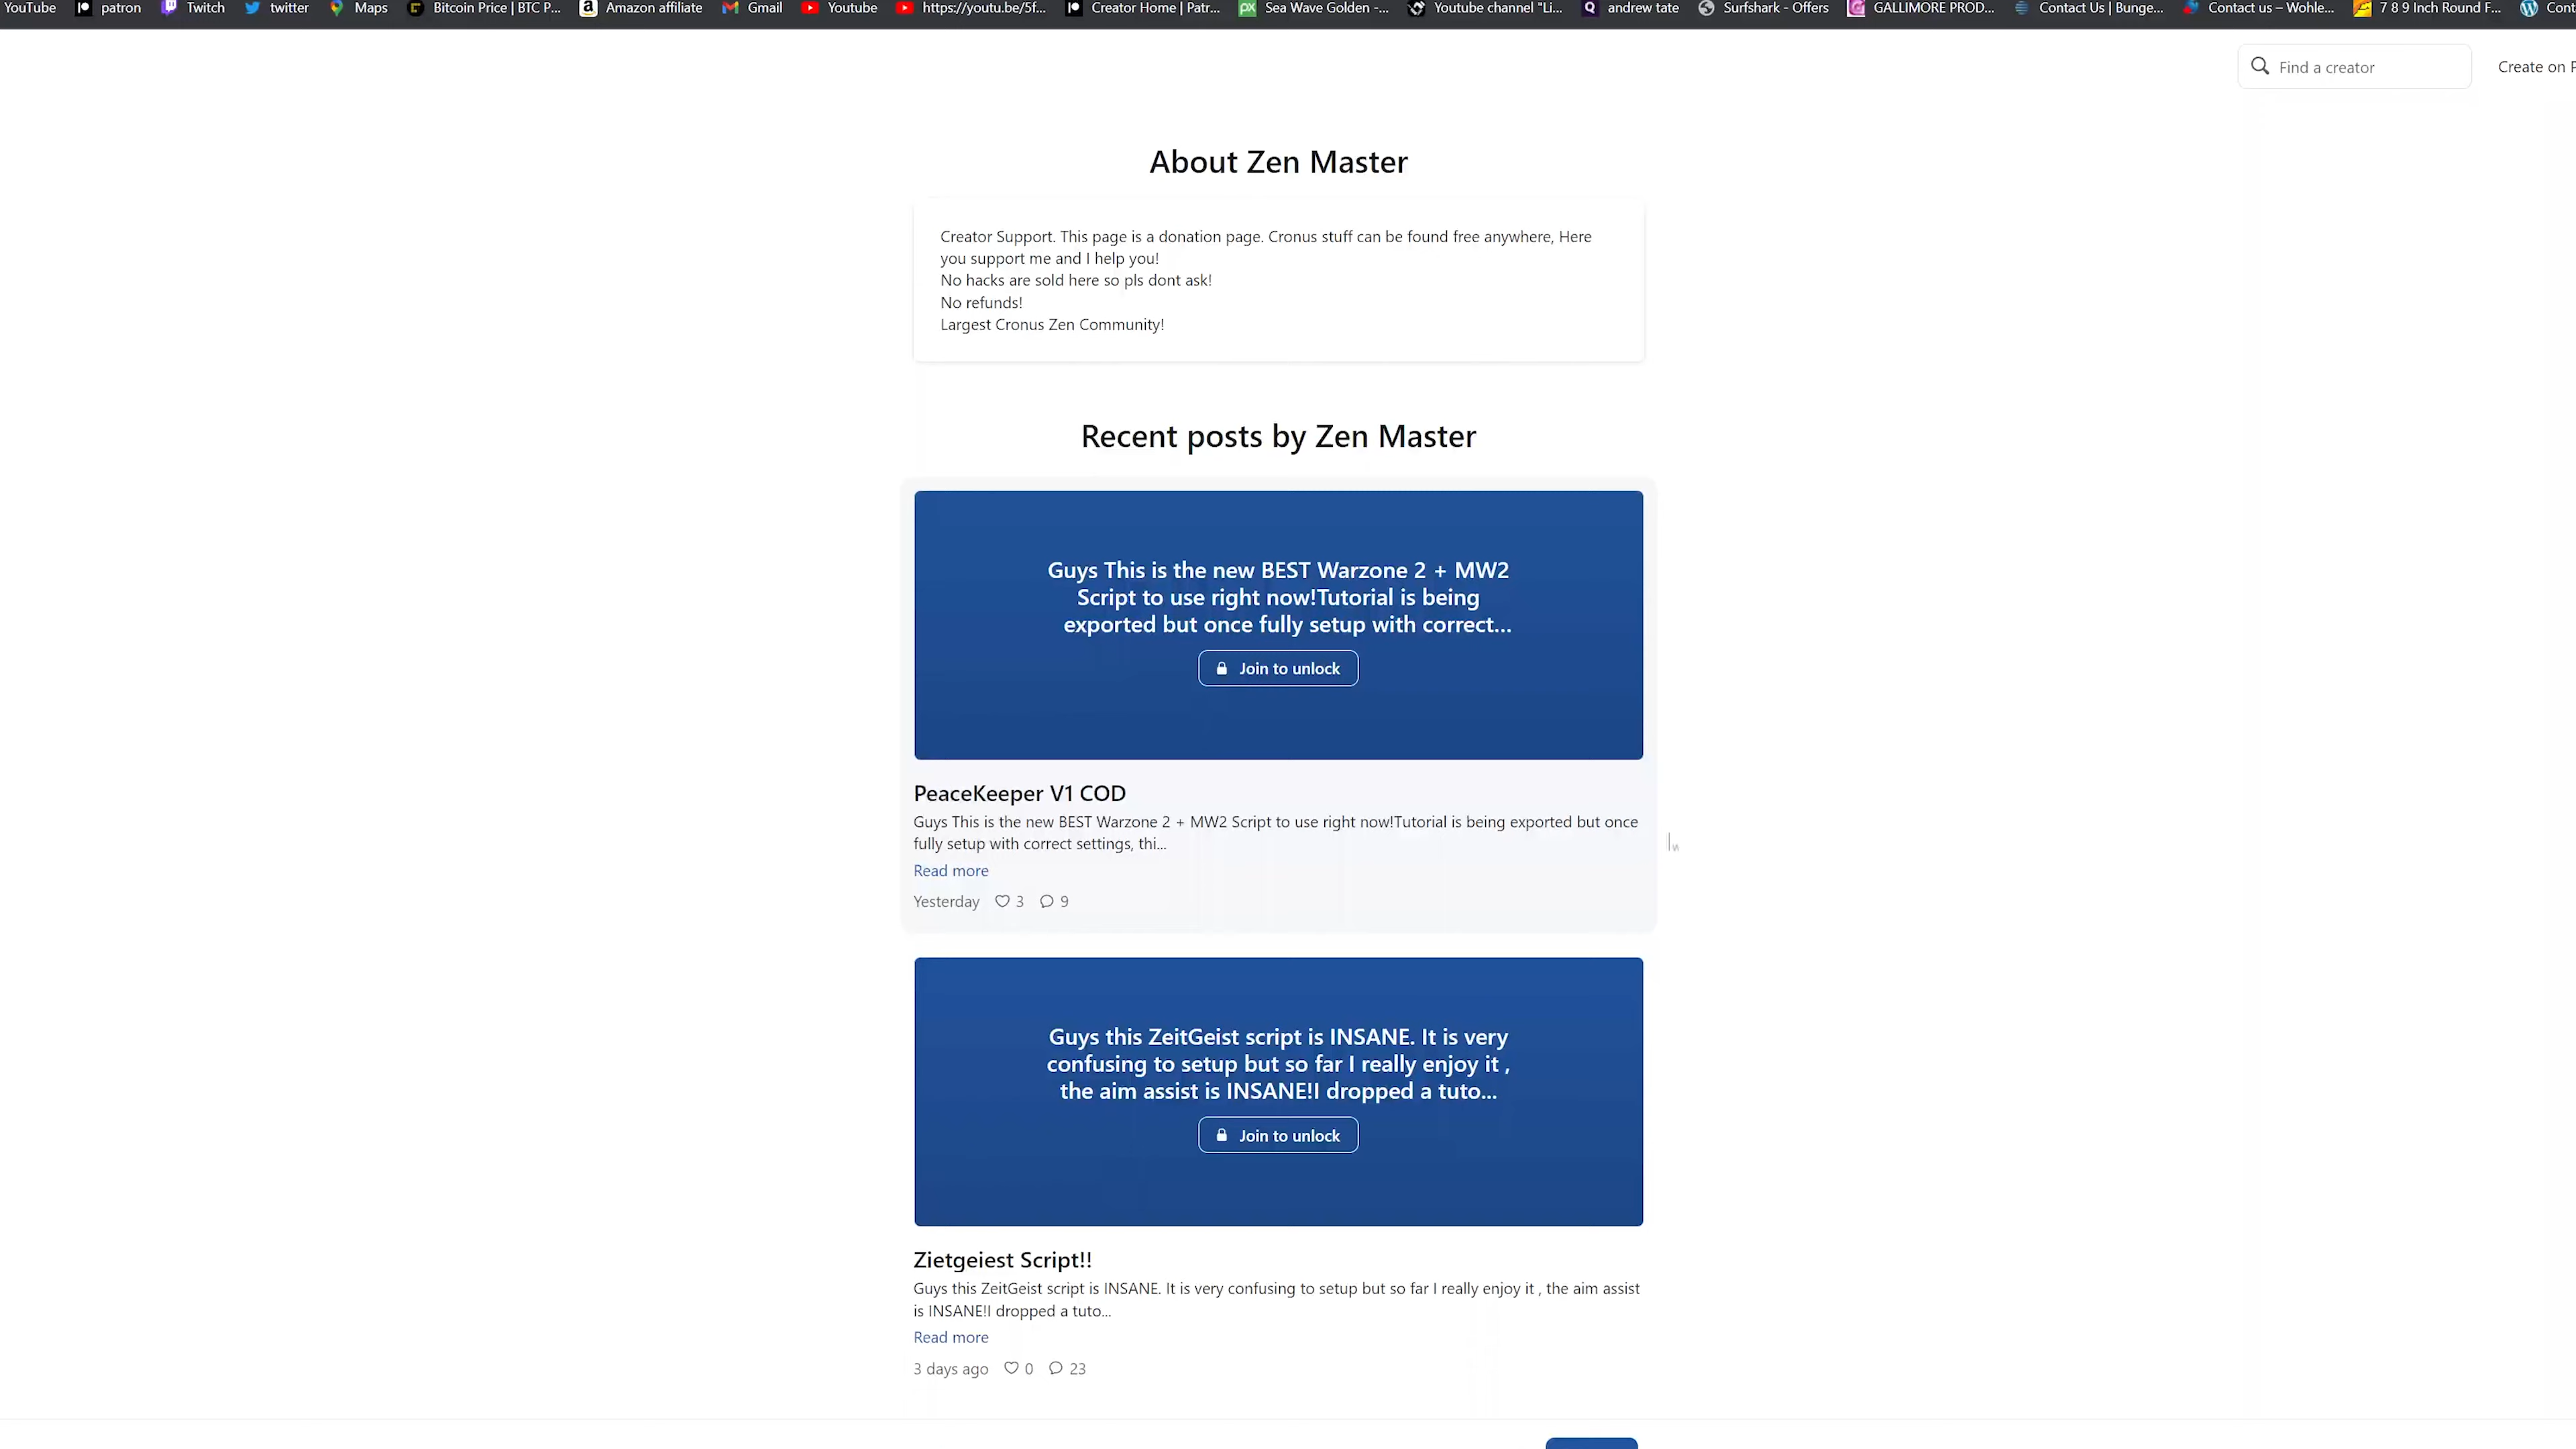 YouTube patron Twitch twitter Maps Bitcoin Price | BTC P... Amazon affiliate Gmail Youtube https://youtu.be/5f... Creator Home | Patr... Sea Wave Golden -... Youtube channel "Li... andrew tate Surfshark - Offers GALLIMORE PROD... Contact Us | Bunge... Contact us – Wohle... 7 8 9 Inch Round F... Cont
Find a creator
Create on P
About Zen Master
Creator Support. This page is a donation page. Cronus stuff can be found free anywhere, Here
you support me and I help you!
No hacks are sold here so pls dont ask!
No refunds!
Largest Cronus Zen Community!
Recent posts by Zen Master
Guys This is the new BEST Warzone 2 + MW2
Script to use right now!Tutorial is being
exported but once fully setup with correct...
Join to unlock
PeaceKeeper V1 COD
Guys This is the new BEST Warzone 2 + MW2 Script to use right now!Tutorial is being exported but once
fully setup with correct settings, thi...
Read more
Yesterday 3 9
Guys this ZeitGeist script is INSANE. It is very
confusing to setup but so far I really enjoy it ,
the aim assist is INSANE!I dropped a tuto...
Join to unlock
Zietgeiest Script!!
Guys this ZeitGeist script is INSANE. It is very confusing to setup but so far I really enjoy it , the aim assist
is INSANE!I dropped a tuto...
Read more
3 days ago 0 23